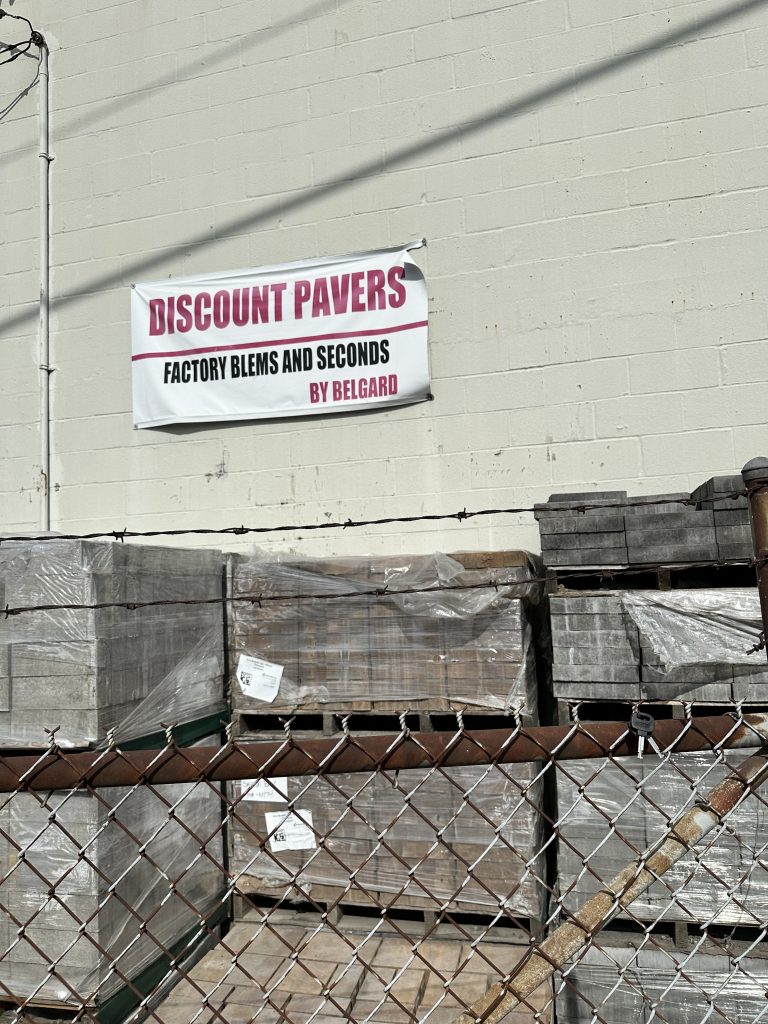 DISCOUNT PAVERS
FACTORY BLEMS AND SECONDS
BY BELGARD